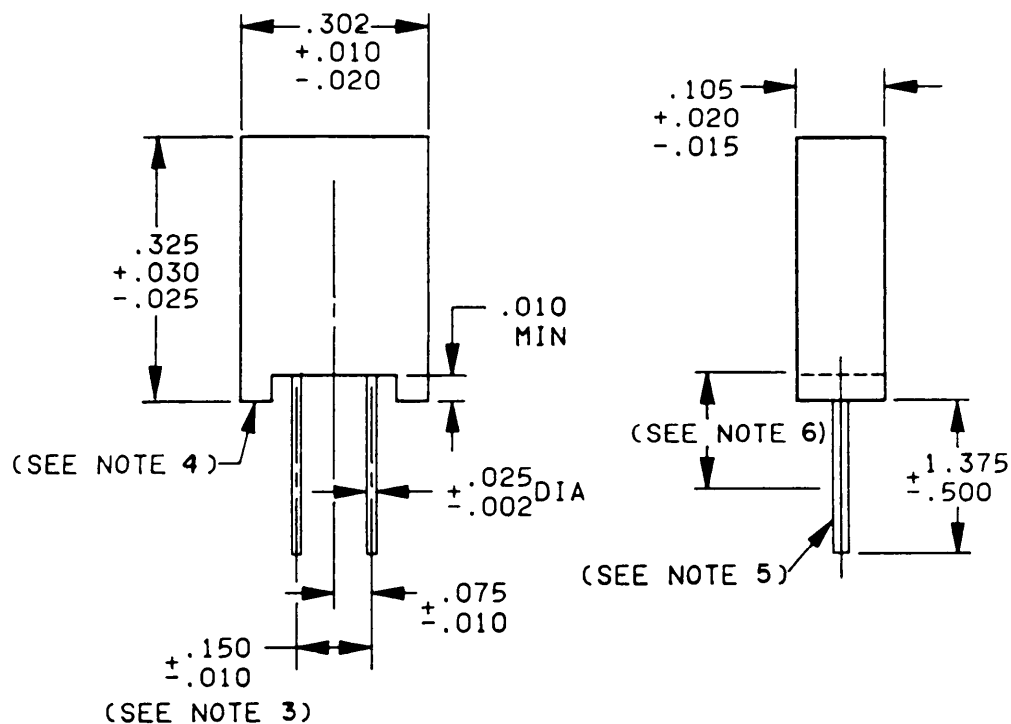 .302
+.010
-.020
.105
+.020
-.015
.325
+.030
-.025
.010
MIN
(SEE NOTE 4)
(SEE NOTE 6)
.025
±.002 DIA
1.375
±.500
(SEE NOTE 5)
.075
±.010
.150
±.010
(SEE NOTE 3)